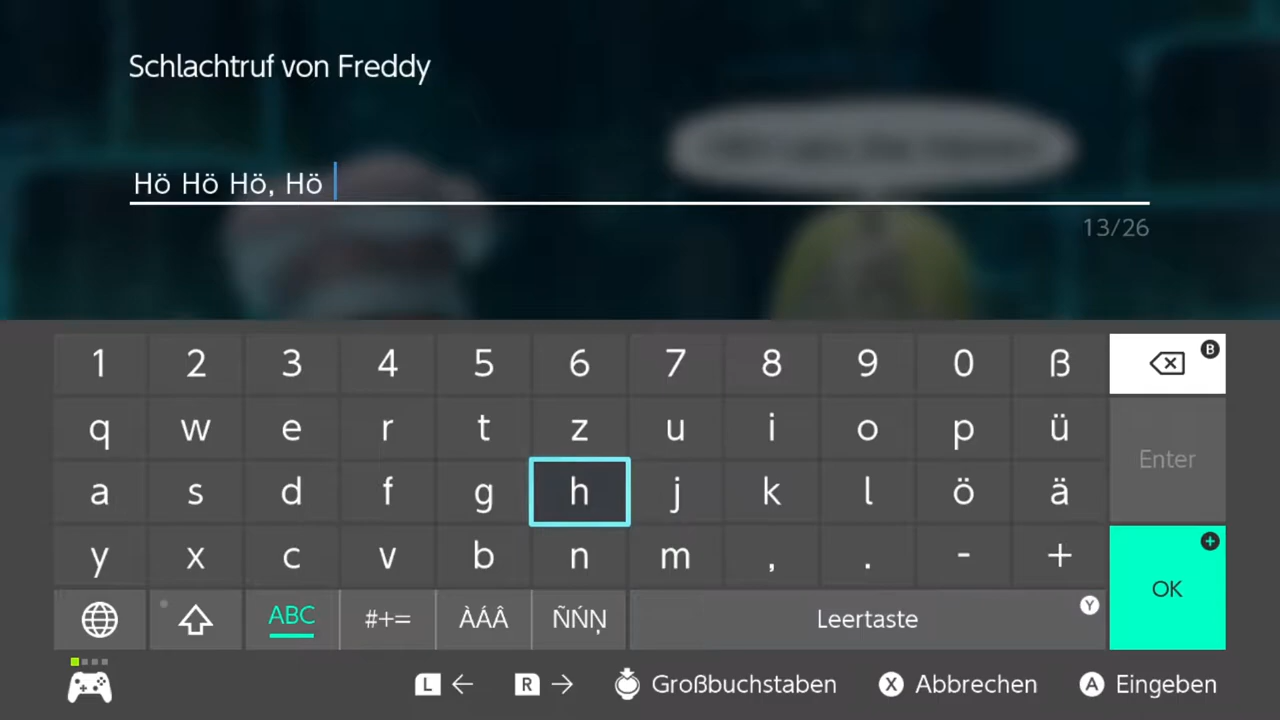 Schlachtruf von Freddy
Hö Hö Hö, Hö
13/26
1 2 3 4 5 6 7 8 9 0 ß B
q w e r t z u i o p ü
Enter
a s d f g h j k l ö ä
y x c v b n m , . - +
OK +
ABC #+= ÀÁÂ ÑŃŅ Leertaste Y
L ← R → Großbuchstaben X Abbrechen A Eingeben